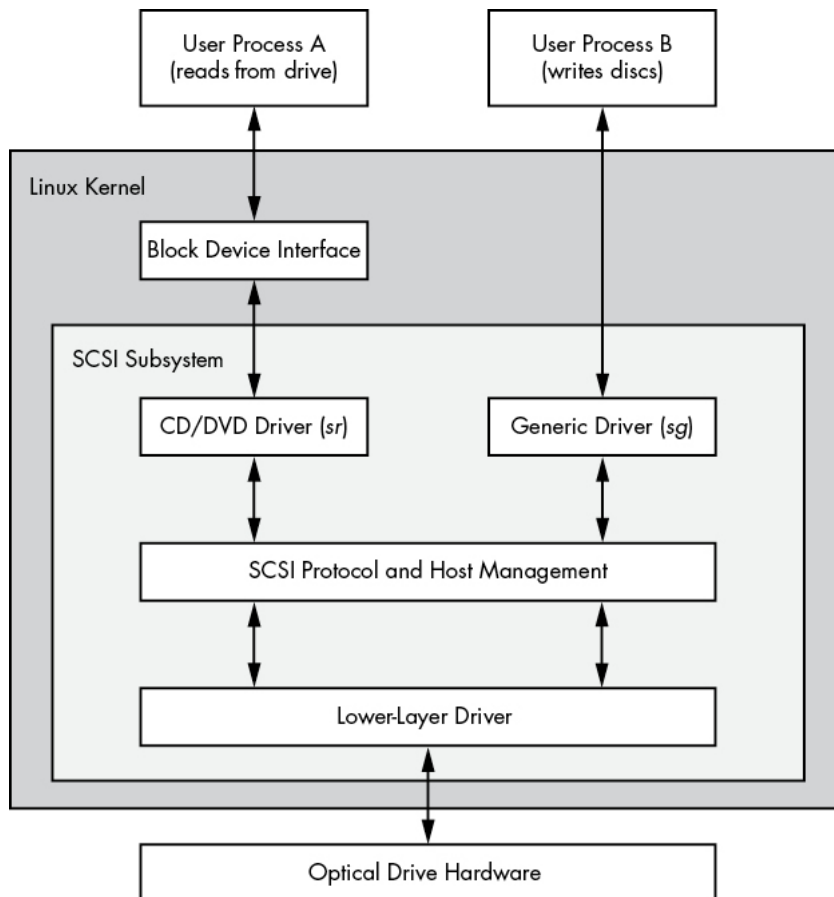 User Process A
(reads from drive)
User Process B
(writes discs)
Linux Kernel
Block Device Interface
SCSI Subsystem
CD/DVD Driver (sr)
Generic Driver (sg)
SCSI Protocol and Host Management
Lower-Layer Driver
Optical Drive Hardware